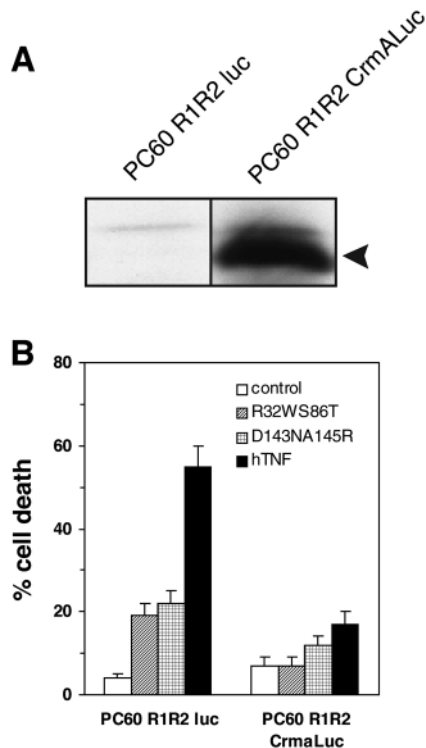 A
PC60 R1R2 luc
PC60 R1R2 CrmALuc
B
80
60
40
20
0
% cell death
control
R32WS86T
D143NA145R
hTNF
PC60 R1R2 luc
PC60 R1R2
CrmaLuc